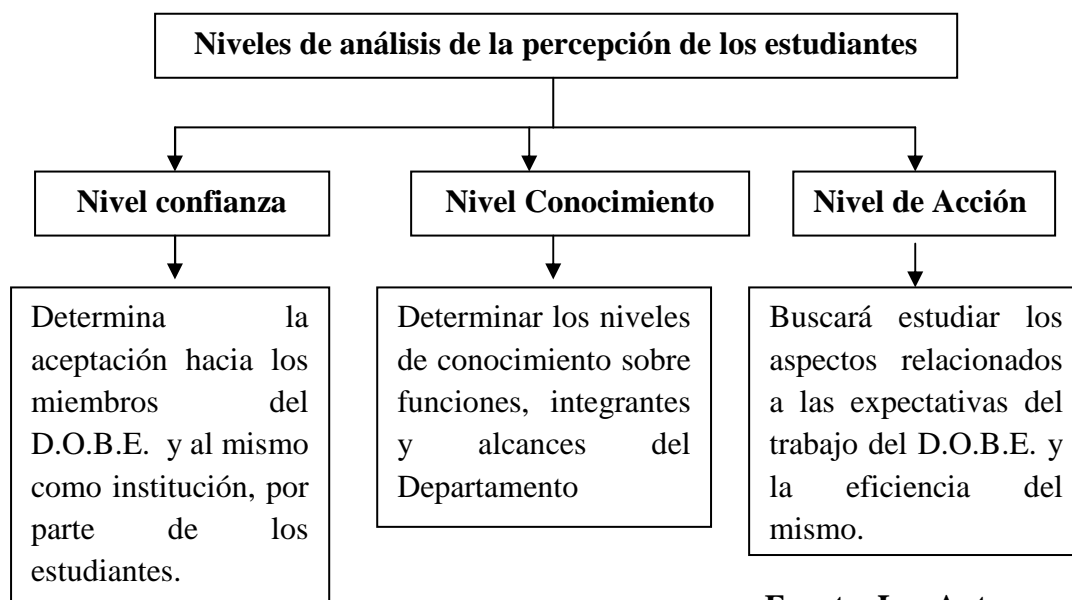 Niveles de análisis de la percepción de los estudiantes
Nivel confianza
Determina la
aceptación hacia los
miembros del
D.O.B.E. y al mismo
como institución, por
parte de los
estudiantes.
Nivel Conocimiento
Determinar los niveles
de conocimiento sobre
funciones, integrantes
y alcances del
Departamento
Nivel de Acción
Buscará estudiar los
aspectos relacionados
a las expectativas del
trabajo del D.O.B.E. y
la eficiencia del
mismo.